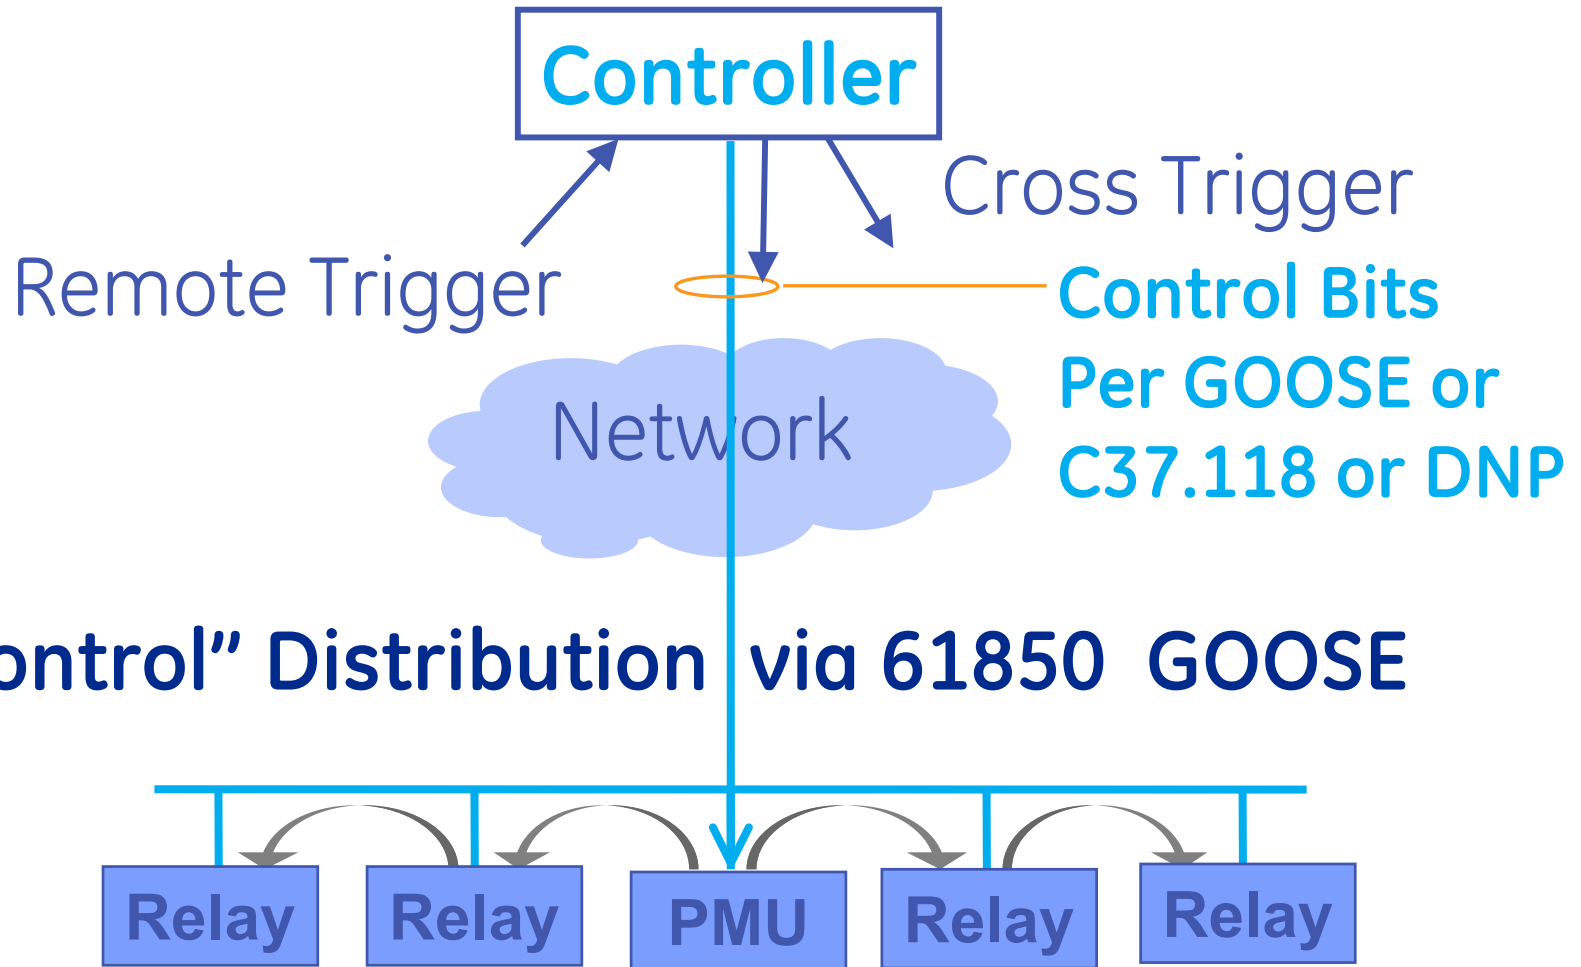 Controller
Cross Trigger
Remote Trigger
Control Bits
Per GOOSE or
C37.118 or DNP
Network
ontrol” Distribution via 61850 GOOSE
Relay
Relay
PMU
Relay
Relay